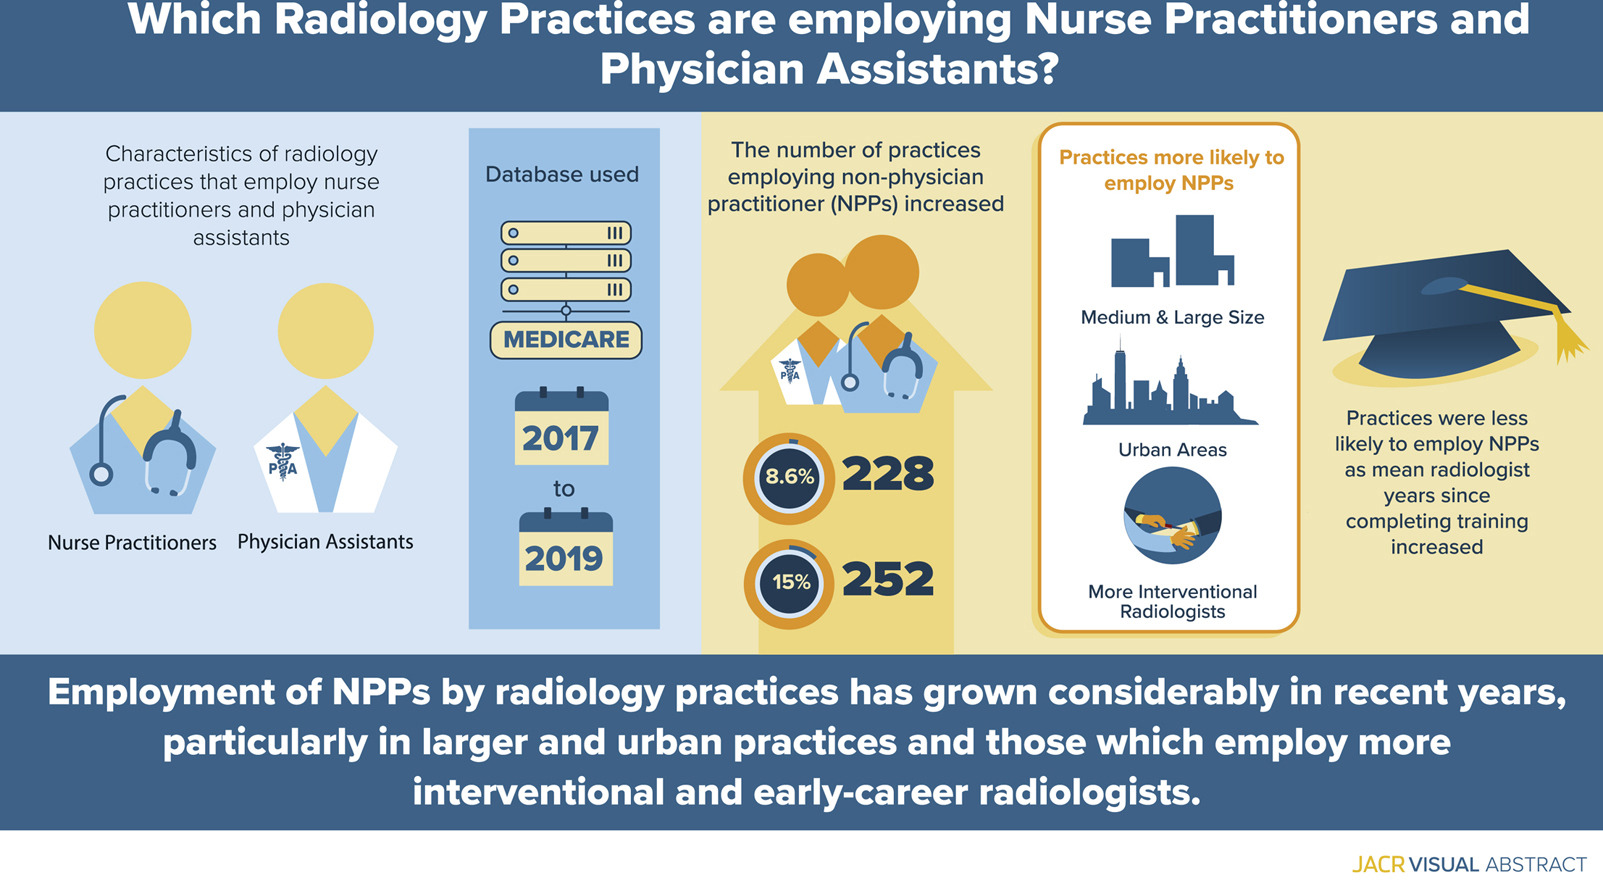 Which Radiology Practices are employing Nurse Practitioners and
Physician Assistants?
Characteristics of radiology
practices that employ nurse
practitioners and physician
assistants
Nurse Practitioners
Physician Assistants
PA
Database used
MEDICARE
2017
to
2019
The number of practices
employing non-physician
practitioner (NPPs) increased
PA
8.6%
228
15%
252
Practices more likely to
employ NPPs
Medium & Large Size
Urban Areas
More Interventional
Radiologists
Practices were less
likely to employ NPPs
as mean radiologist
years since
completing training
increased
Employment of NPPs by radiology practices has grown considerably in recent years,
particularly in larger and urban practices and those which employ more
interventional and early-career radiologists.
JACR VISUAL ABSTRACT